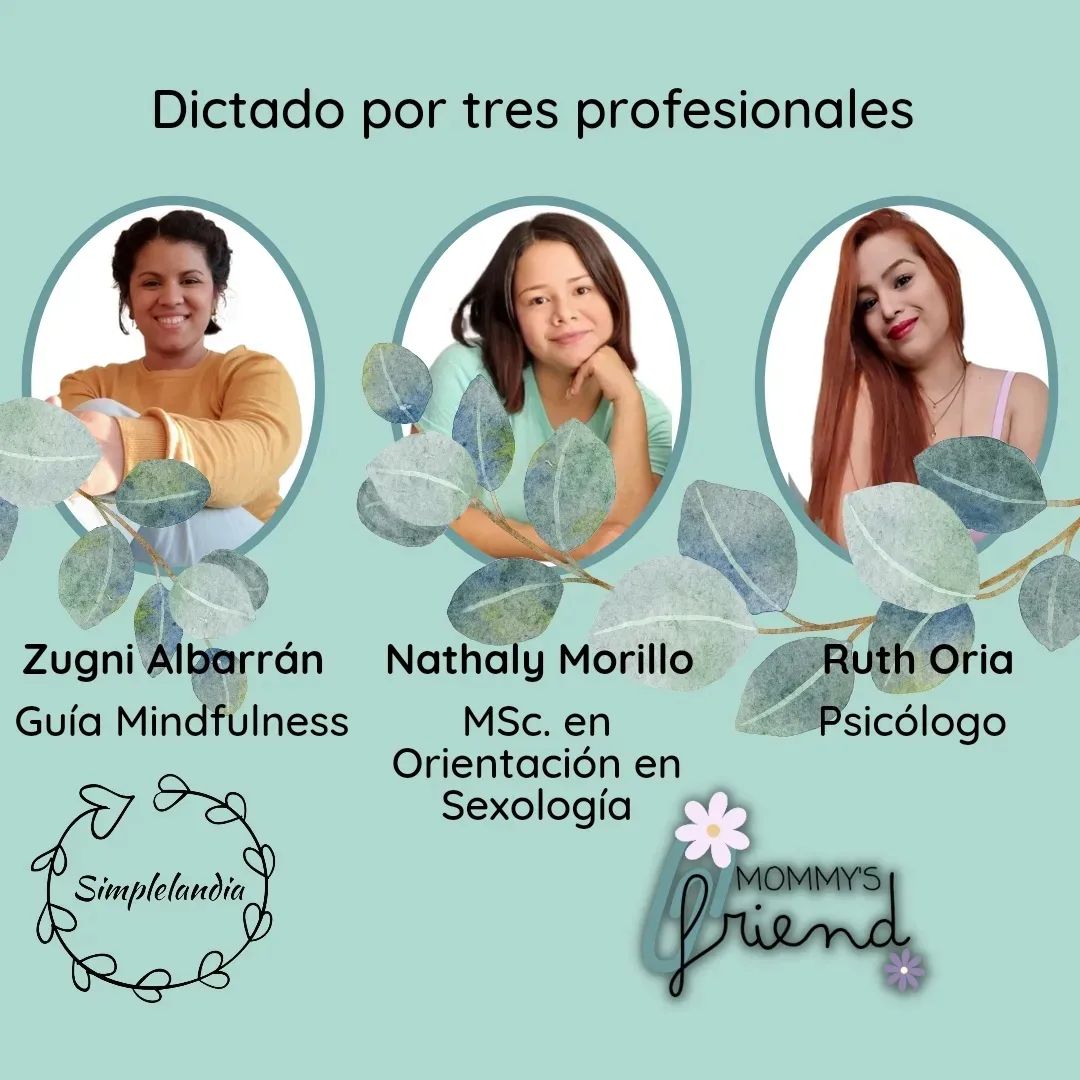 Dictado por tres profesionales
Zugni Albarrán
Guía Mindfulness
Nathaly Morillo
MSc. en
Orientación en
Sexología
Ruth Oria
Psicólogo
Simplelandia
MOMMY'S
friend